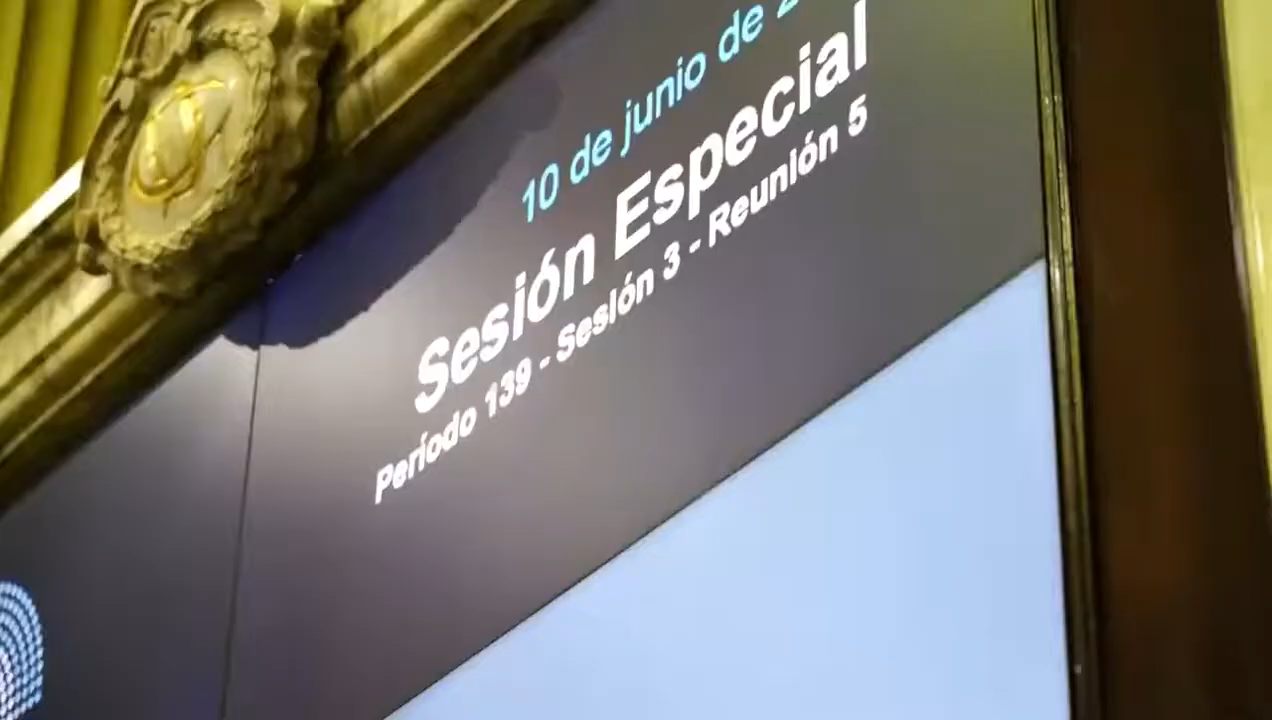 10 de junio de
Sesión Especial
Período 139 - Sesión 3 - Reunión 5